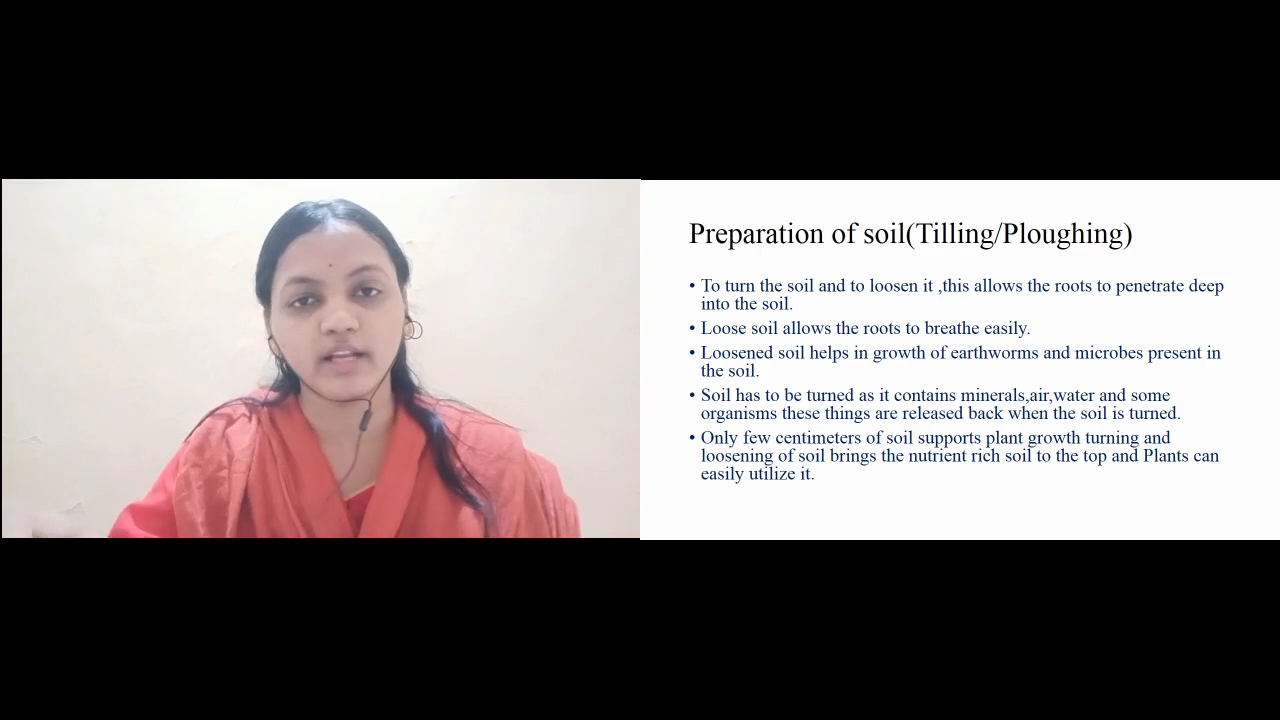 Preparation of soil(Tilling/Ploughing)
• To turn the soil and to loosen it ,this allows the roots to penetrate deep
into the soil.
• Loose soil allows the roots to breathe easily.
• Loosened soil helps in growth of earthworms and microbes present in
the soil.
• Soil has to be turned as it contains minerals,air,water and some
organisms these things are released back when the soil is turned.
• Only few centimeters of soil supports plant growth turning and
loosening of soil brings the nutrient rich soil to the top and Plants can
easily utilize it.